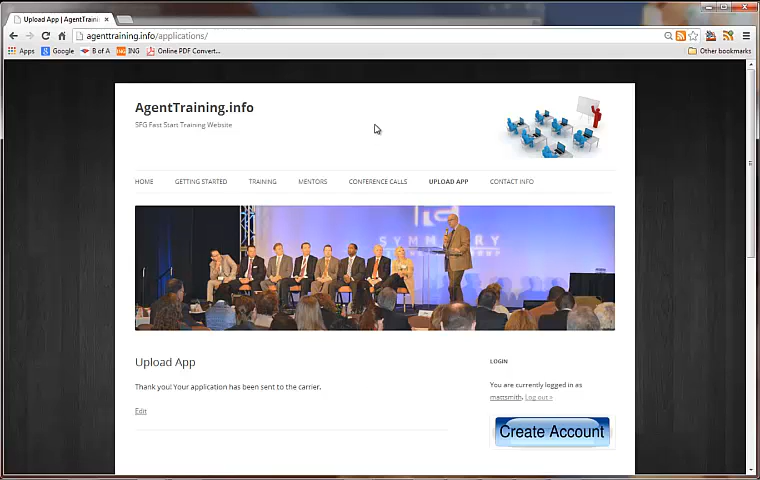 Upload App | AgentTraini
agenttraining.info/applications/
Apps Google B of A ING ING Online PDF Convert... Other bookmarks
AgentTraining.info
SFG Fast Start Training Website
HOME GETTING STARTED TRAINING MENTORS CONFERENCE CALLS UPLOAD APP CONTACT INFO
SYMMETRY
Upload App
Thank you! Your application has been sent to the carrier.
Edit
LOGIN
You are currently logged in as
mattsmith. Log out »
Create Account